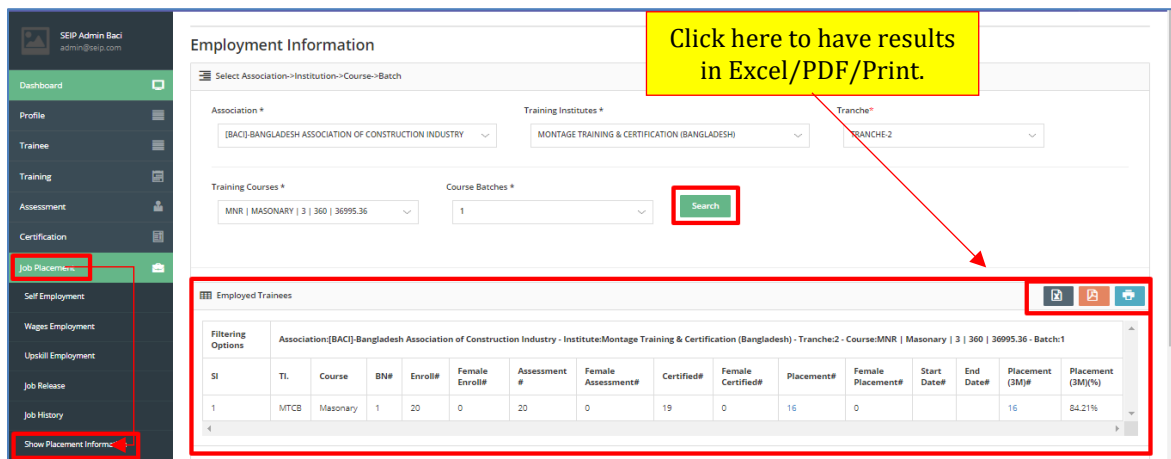 SEIP Admin Baci
admin@seip.com
Dashboard
Profile
Trainee
Training
Assessment
Certification
Job Placement
Self Employment
Wages Employment
Upskill Employment
Job Release
Job History
Show Placement Informa
Employment Information
Click here to have results
in Excel/PDF/Print.
Select Association->Institution->Course->Batch
Association * Training Institutes * Tranche*
[BACI]-BANGLADESH ASSOCIATION OF CONSTRUCTION INDUSTRY MONTAGE TRAINING & CERTIFICATION (BANGLADESH) TRANCHE-2
Training Courses * Course Batches *
MNR | MASONARY | 3 | 360 | 36995.36 1 Search
Employed Trainees
Filtering Options Association:[BACI]-Bangladesh Association of Construction Industry - Institute:Montage Training & Certification (Bangladesh) - Tranche:2 - Course:MNR | Masonary | 3 | 360 | 36995.36 - Batch:1
Sl TI. Course BN# Enroll# Female Enroll# Assessment # Female Assessment# Certified# Female Certified# Placement# Female Placement# Start Date# End Date# Placement (3M)# Placement (3M)(%)
1 MTCB Masonary 1 20 0 20 0 19 0 16 0 16 84.21%